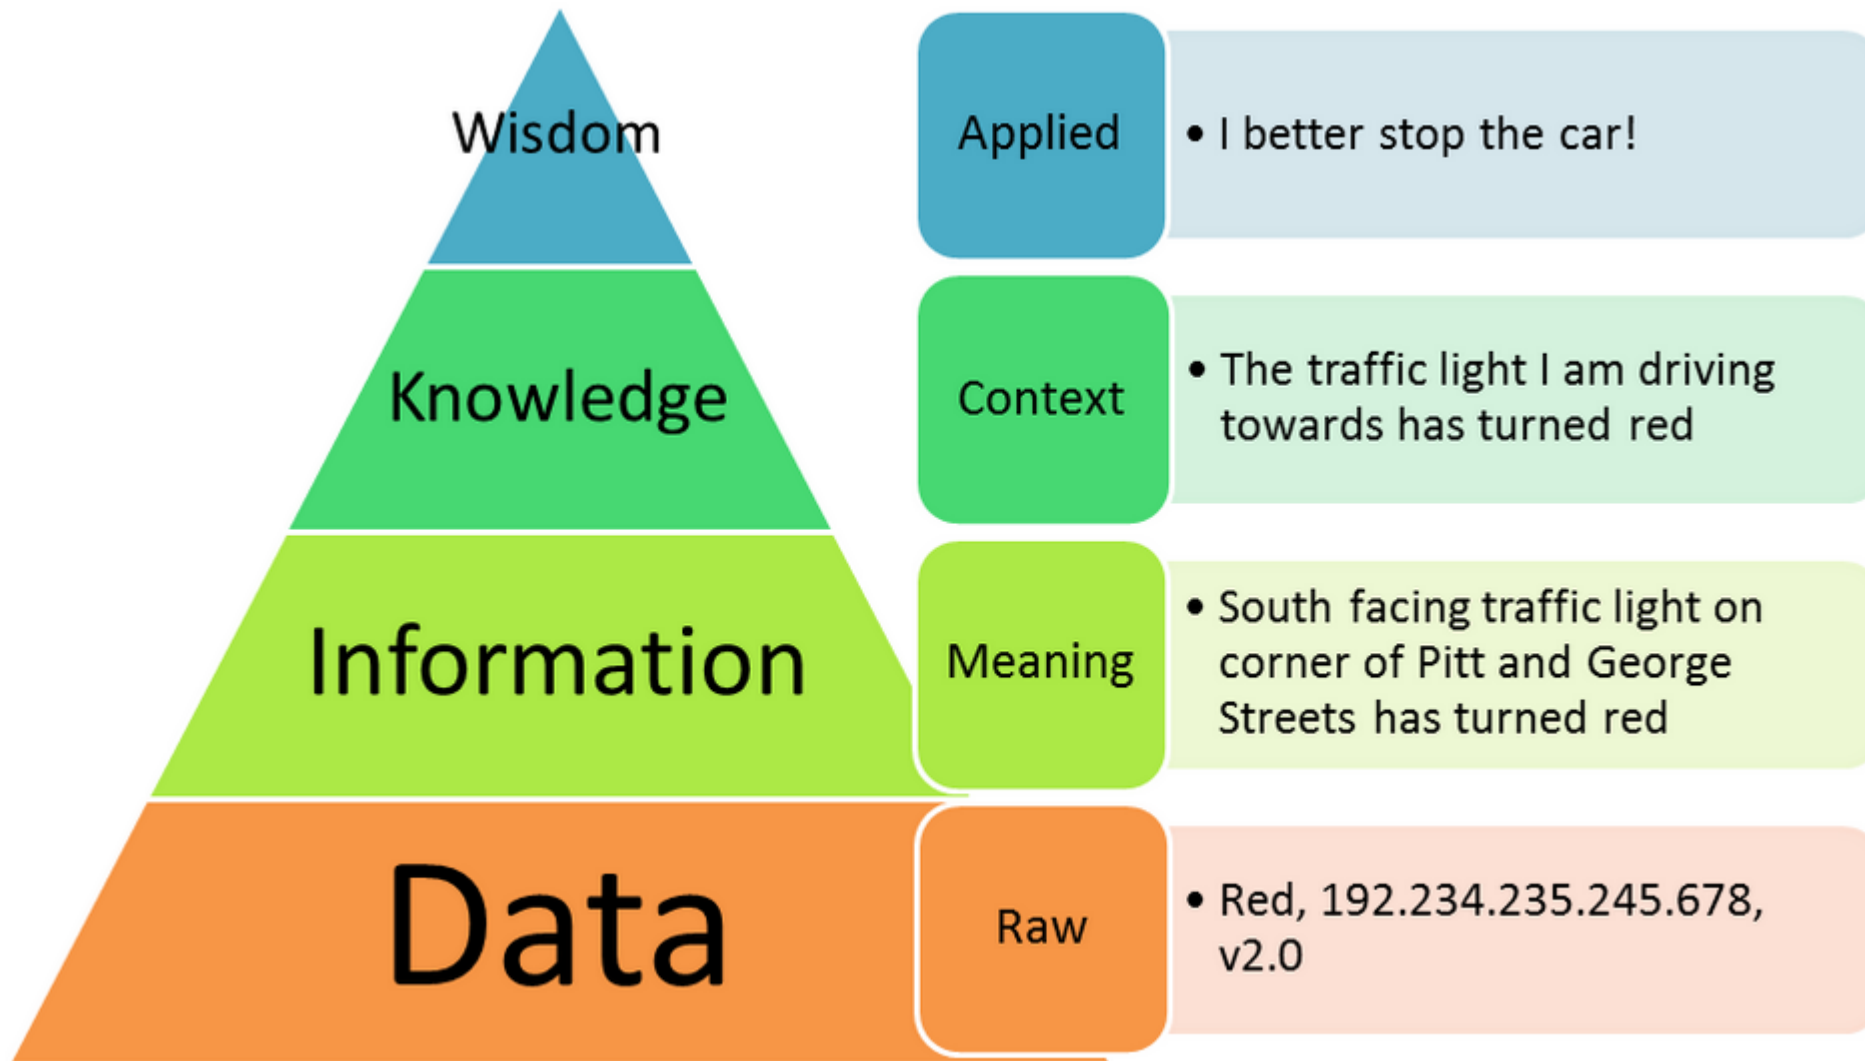 Wisdom
Applied
• I better stop the car!
Knowledge
Context
• The traffic light I am driving
towards has turned red
Information
Meaning
• South facing traffic light on
corner of Pitt and George
Streets has turned red
Data
Raw
• Red, 192.234.235.245.678,
v2.0